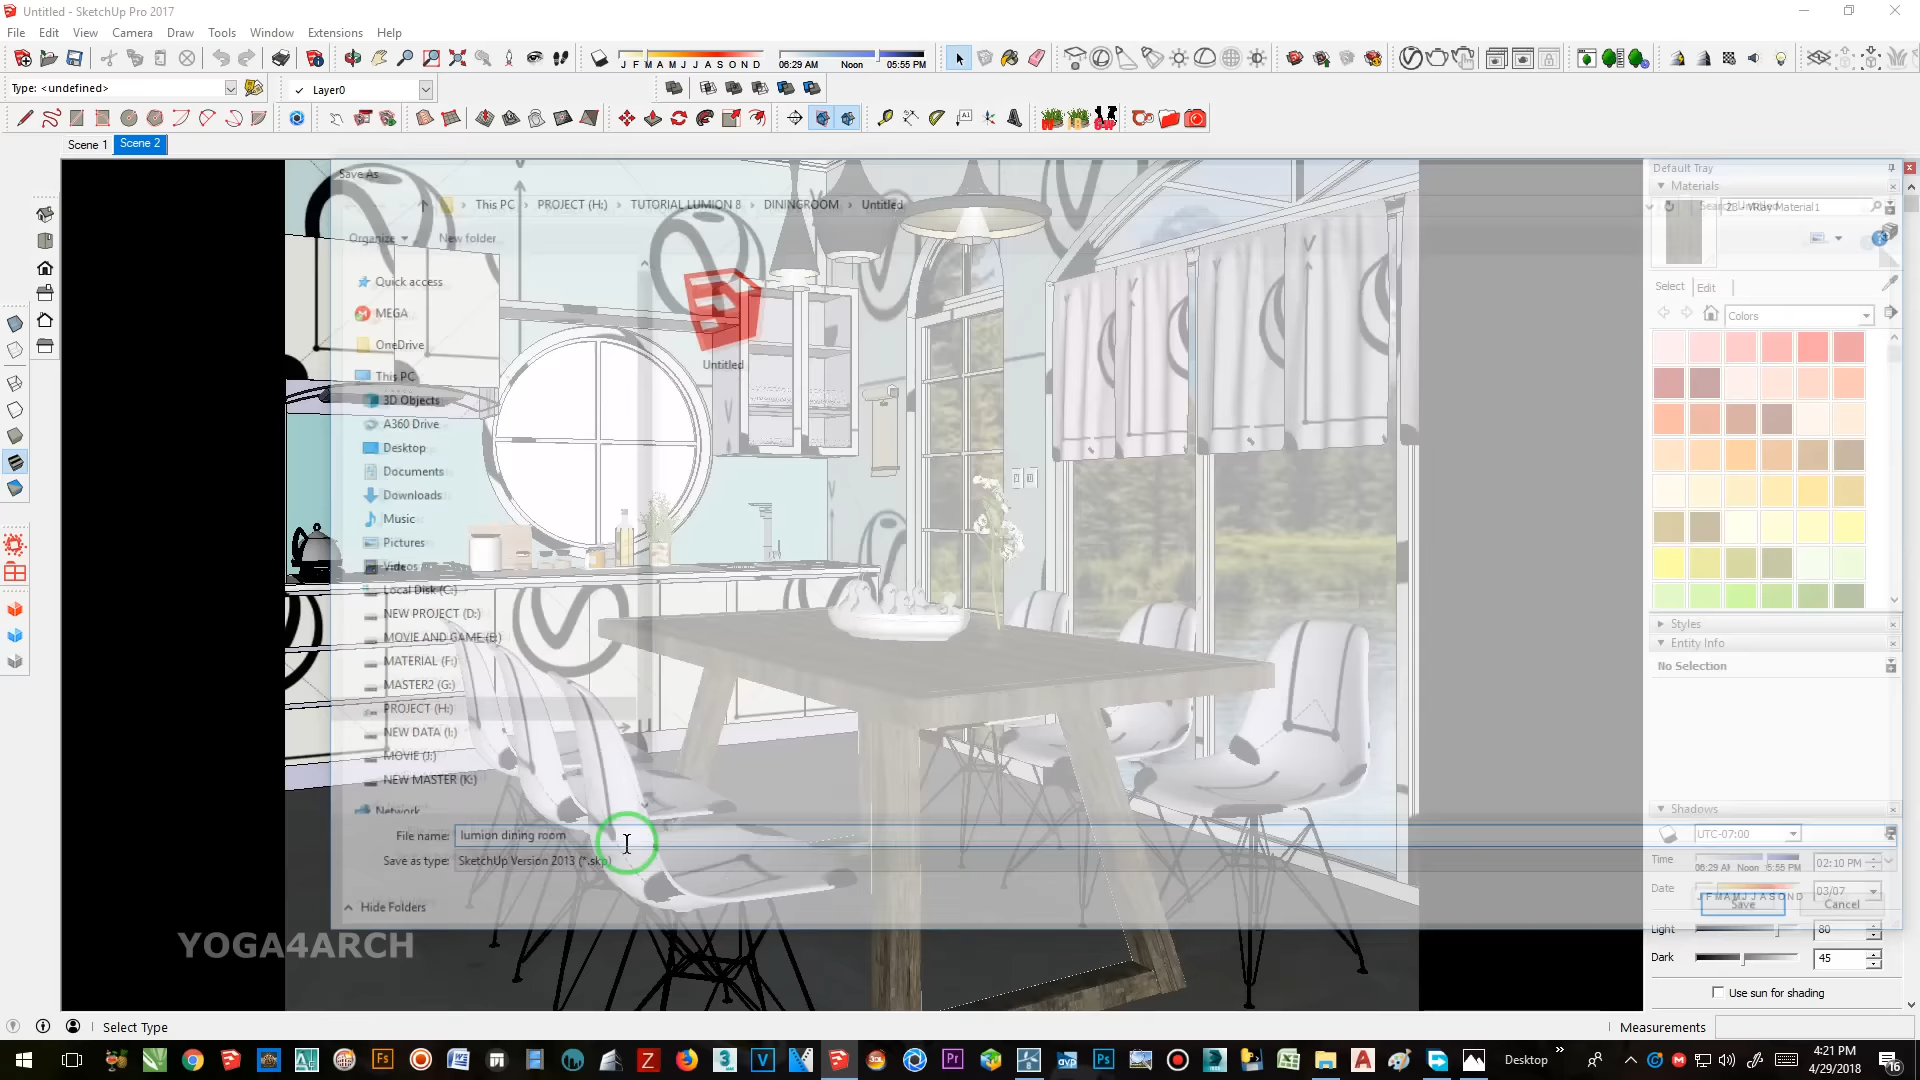 Untitled - SketchUp Pro 2017
File Edit View Camera Draw Tools Window Extensions Help
J F M A M J J A S O N D 06:29 AM Noon 05:55 PM
Type: <undefined> Layer0
Scene 1 Scene 2
Default Tray
Save As
Materials
This PC PROJECT (H:) TUTORIAL LUMION 8 DININGROOM Untitled
Organize New folder
Select Edit
Quick access
MEGA
Colors
OneDrive
Untitled
This PC
3D Objects
A360 Drive
Desktop
Documents
Downloads
Music
Pictures
Videos
Local Disk (C:)
NEW PROJECT (D:)
MOVIE AND GAME (E:)
MATERIAL (F:)
MASTER2 (G:)
PROJECT (H:)
NEW DATA (I:)
MOVIE (J:)
NEW MASTER (K:)
Network
Styles
Entity Info
No Selection
Shadows
File name: lumion dining room
UTC-07:00
Save as type: SketchUp Version 2013 (*.skp)
Time Noon 02:10 PM
Date J F M A M J J A S O N D 03/07
Hide Folders
Save Cancel
Light 80
Dark 45
Use sun for shading
YOGA4ARCH
Select Type
Measurements
Desktop
4:21 PM
4/29/2018
16